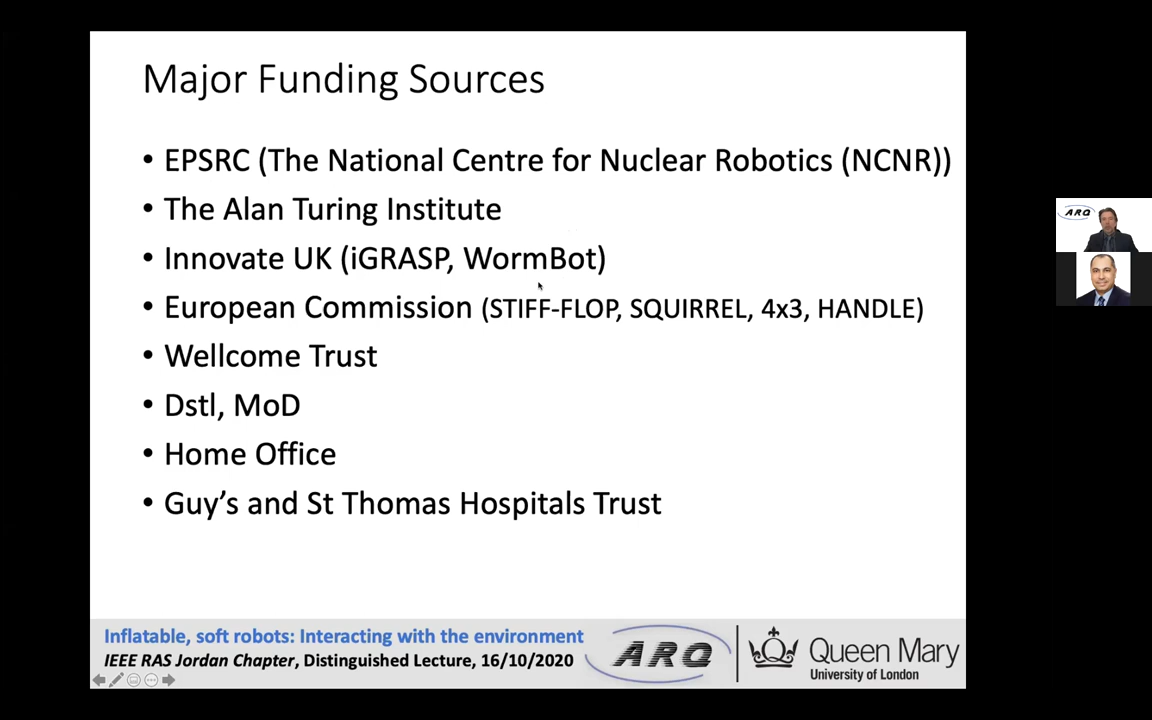 Major Funding Sources
• EPSRC (The National Centre for Nuclear Robotics (NCNR))
• The Alan Turing Institute
• Innovate UK (iGRASP, WormBot)
• European Commission (STIFF-FLOP, SQUIRREL, 4x3, HANDLE)
• Wellcome Trust
• Dstl, MoD
• Home Office
• Guy’s and St Thomas Hospitals Trust
Inflatable, soft robots: Interacting with the environment
IEEE RAS Jordan Chapter, Distinguished Lecture, 16/10/2020
ARQ
Queen Mary
University of London
ARQ